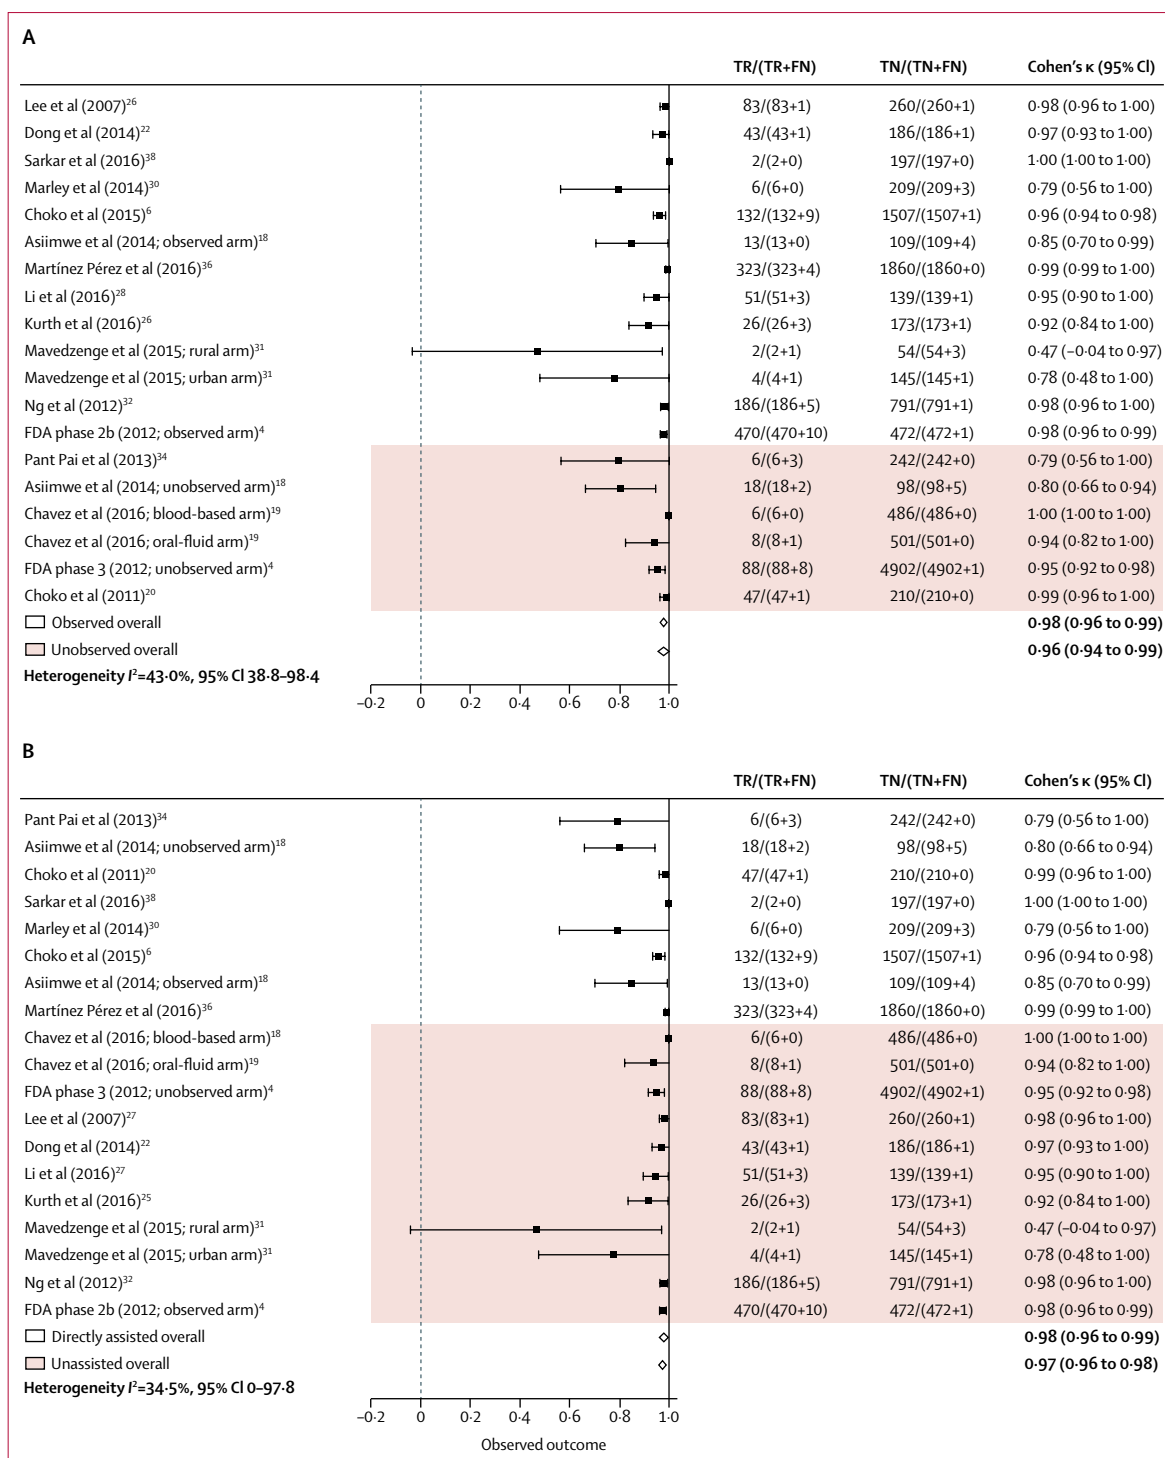 A
TR/(TR+FN) TN/(TN+FN) Cohen's κ (95% Cl)
Lee et al (2007)26 83/(83+1) 260/(260+1) 0·98 (0·96 to 1·00)
Dong et al (2014)22 43/(43+1) 186/(186+1) 0·97 (0·93 to 1·00)
Sarkar et al (2016)38 2/(2+0) 197/(197+0) 1·00 (1·00 to 1·00)
Marley et al (2014)30 6/(6+0) 209/(209+3) 0·79 (0·56 to 1·00)
Choko et al (2015)6 132/(132+9) 1507/(1507+1) 0·96 (0·94 to 0·98)
Asiimwe et al (2014; observed arm)18 13/(13+0) 109/(109+4) 0·85 (0·70 to 0·99)
Martínez Pérez et al (2016)36 323/(323+4) 1860/(1860+0) 0·99 (0·99 to 1·00)
Li et al (2016)28 51/(51+3) 139/(139+1) 0·95 (0·90 to 1·00)
Kurth et al (2016)26 26/(26+3) 173/(173+1) 0·92 (0·84 to 1·00)
Mavedzenge et al (2015; rural arm)31 2/(2+1) 54/(54+3) 0·47 (–0·04 to 0·97)
Mavedzenge et al (2015; urban arm)31 4/(4+1) 145/(145+1) 0·78 (0·48 to 1·00)
Ng et al (2012)32 186/(186+5) 791/(791+1) 0·98 (0·96 to 1·00)
FDA phase 2b (2012; observed arm)4 470/(470+10) 472/(472+1) 0·98 (0·96 to 0·99)
Pant Pai et al (2013)34 6/(6+3) 242/(242+0) 0·79 (0·56 to 1·00)
Asiimwe et al (2014; unobserved arm)18 18/(18+2) 98/(98+5) 0·80 (0·66 to 0·94)
Chavez et al (2016; blood-based arm)19 6/(6+0) 486/(486+0) 1·00 (1·00 to 1·00)
Chavez et al (2016; oral-fluid arm)19 8/(8+1) 501/(501+0) 0·94 (0·82 to 1·00)
FDA phase 3 (2012; unobserved arm)4 88/(88+8) 4902/(4902+1) 0·95 (0·92 to 0·98)
Choko et al (2011)20 47/(47+1) 210/(210+0) 0·99 (0·96 to 1·00)
Observed overall 0·98 (0·96 to 0·99)
Unobserved overall 0·96 (0·94 to 0·99)
Heterogeneity I2=43·0%, 95% Cl 38·8–98·4
–0·2 0 0·2 0·4 0·6 0·8 1·0
B
TR/(TR+FN) TN/(TN+FN) Cohen's κ (95% Cl)
Pant Pai et al (2013)34 6/(6+3) 242/(242+0) 0·79 (0·56 to 1·00)
Asiimwe et al (2014; unobserved arm)18 18/(18+2) 98/(98+5) 0·80 (0·66 to 0·94)
Choko et al (2011)20 47/(47+1) 210/(210+0) 0·99 (0·96 to 1·00)
Sarkar et al (2016)38 2/(2+0) 197/(197+0) 1·00 (1·00 to 1·00)
Marley et al (2014)30 6/(6+0) 209/(209+3) 0·79 (0·56 to 1·00)
Choko et al (2015)6 132/(132+9) 1507/(1507+1) 0·96 (0·94 to 0·98)
Asiimwe et al (2014; observed arm)18 13/(13+0) 109/(109+4) 0·85 (0·70 to 0·99)
Martínez Pérez et al (2016)36 323/(323+4) 1860/(1860+0) 0·99 (0·99 to 1·00)
Chavez et al (2016; blood-based arm)18 6/(6+0) 486/(486+0) 1·00 (1·00 to 1·00)
Chavez et al (2016; oral-fluid arm)19 8/(8+1) 501/(501+0) 0·94 (0·82 to 1·00)
FDA phase 3 (2012; unobserved arm)4 88/(88+8) 4902/(4902+1) 0·95 (0·92 to 0·98)
Lee et al (2007)27 83/(83+1) 260/(260+1) 0·98 (0·96 to 1·00)
Dong et al (2014)22 43/(43+1) 186/(186+1) 0·97 (0·93 to 1·00)
Li et al (2016)27 51/(51+3) 139/(139+1) 0·95 (0·90 to 1·00)
Kurth et al (2016)25 26/(26+3) 173/(173+1) 0·92 (0·84 to 1·00)
Mavedzenge et al (2015; rural arm)31 2/(2+1) 54/(54+3) 0·47 (–0·04 to 0·97)
Mavedzenge et al (2015; urban arm)31 4/(4+1) 145/(145+1) 0·78 (0·48 to 1·00)
Ng et al (2012)32 186/(186+5) 791/(791+1) 0·98 (0·96 to 1·00)
FDA phase 2b (2012; observed arm)4 470/(470+10) 472/(472+1) 0·98 (0·96 to 0·99)
Directly assisted overall 0·98 (0·96 to 0·99)
Unassisted overall 0·97 (0·96 to 0·98)
Heterogeneity I2=34·5%, 95% Cl 0–97·8
–0·2 0 0·2 0·4 0·6 0·8 1·0
Observed outcome